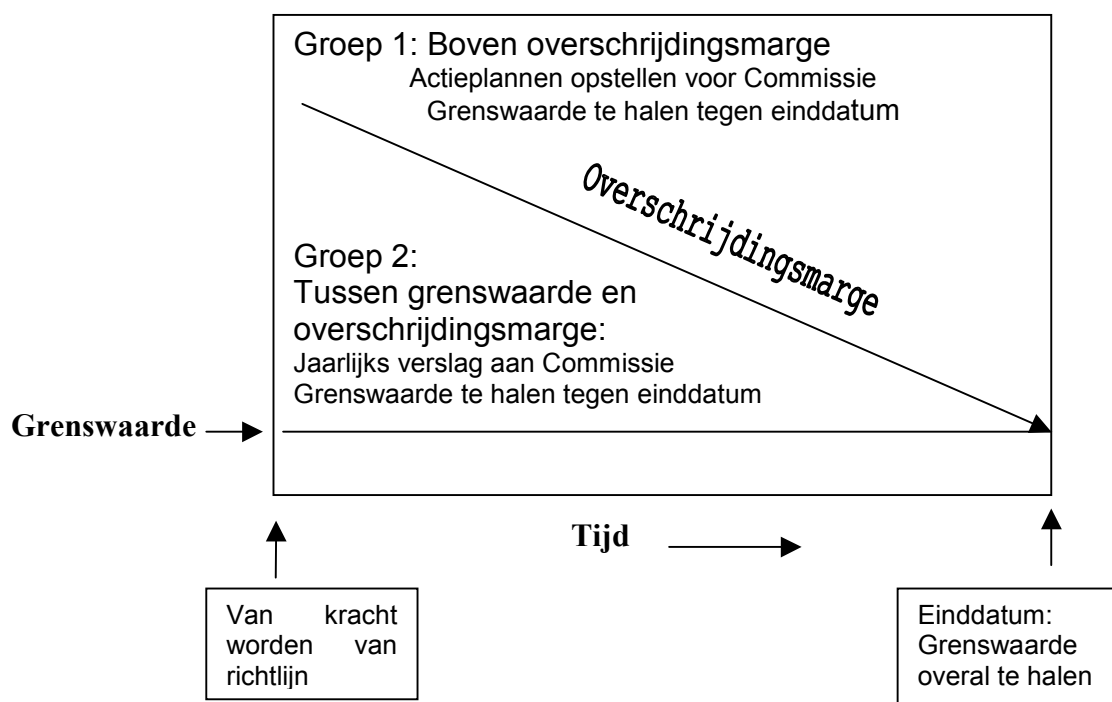 Groep 1: Boven overschrijdingsmarge
Actieplannen opstellen voor Commissie
Grenswaarde te halen tegen einddatum
Overschrijdingsmarge
Groep 2:
Tussen grenswaarde en
overschrijdingsmarge:
Jaarlijks verslag aan Commissie
Grenswaarde te halen tegen einddatum
Grenswaarde
Tijd
Van kracht
worden van
richtlijn
Einddatum:
Grenswaarde
overal te halen